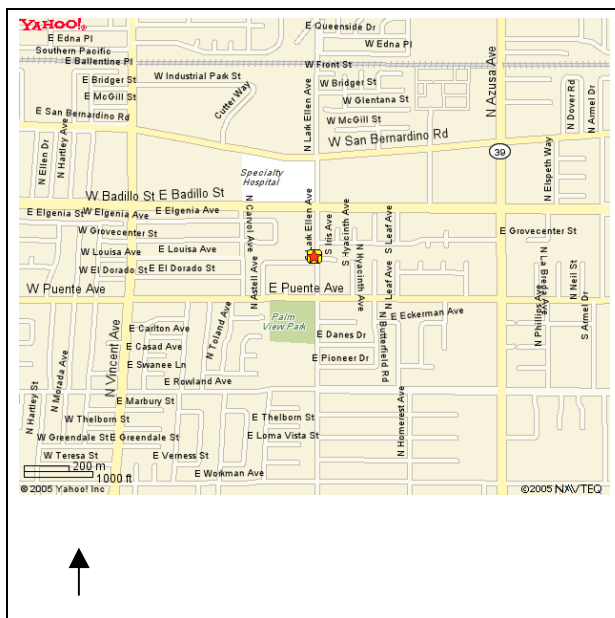 YAHOO!®
E Queenside Dr
E Edna Pl
W Edna Pl
Southern Pacific
E Ballentine Pl
W Front St
E Bridger St
W Industrial Park St
W Bridger St
E McGill St
Cutter Way
W Glentana St
N Lark Ellen Ave
N Azusa Ave
N Dover Rd
N Armel Dr
E San Bernardino Rd
W McGill St
W San Bernardino Rd
N Ellen Dr
N Hartley Ave
39
Specialty
Hospital
N Elspeth Way
W Badillo St
E Badillo St
E Elgenia St
W Elgenia Ave
E Elgenia Ave
N Carvol Ave
Lark Ellen Ave
S Iris Ave
S Hyacinth Ave
S Leaf Ave
W Grovecenter St
E Grovecenter St
W Louisa Ave
E Louisa Ave
W El Dorado St
E El Dorado St
N Astell Ave
N Hyacinth Ave
N La Breda Ave
N Neil St
W Puente Ave
E Puente Ave
N Leaf Ave
N Phillips Ave
S Armel Dr
Palm
View Park
E Eckerman Ave
N Vincent Ave
E Carlton Ave
N Toland Ave
E Danes Dr
N Butterfield Rd
E Casad Ave
E Swanee Ln
E Pioneer Dr
E Rowland Ave
N Hartley St
N Morada Ave
E Marbury St
W Thelborn St
E Thelborn St
W Greendale St
E Greendale St
E Loma Vista St
N Homerest Ave
W Teresa St
E Verness St
E Workman Ave
200 m
1000 ft
©2005 Yahoo! Inc
©2005 NAVTEQ